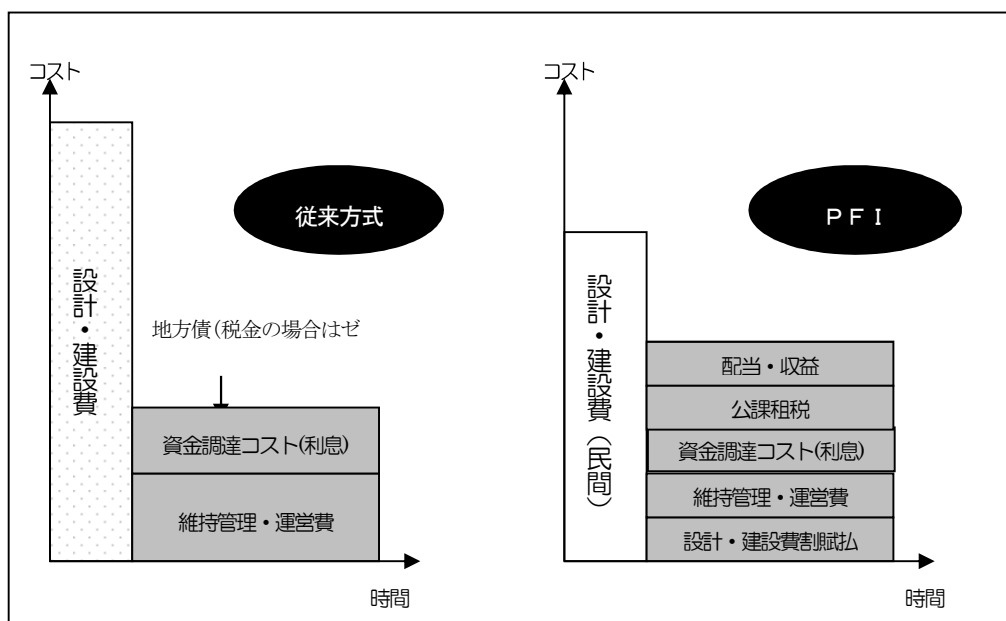 コスト
従来方式
設計・建設費
地方債(税金の場合はゼ
資金調達コスト(利息)
維持管理・運営費
時間
コスト
PFI
設計・建設費(民間)
配当・収益
公課租税
資金調達コスト(利息)
維持管理・運営費
設計・建設費割賦払
時間